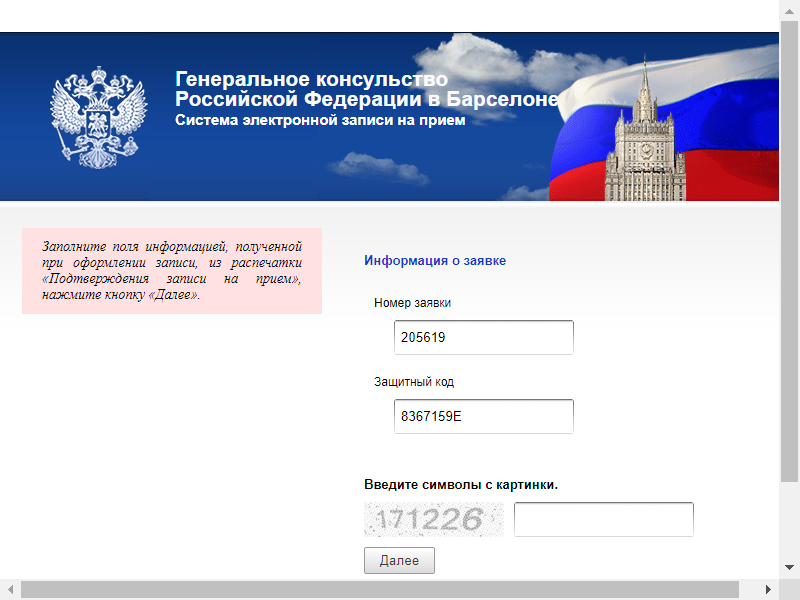 Генеральное консульство
Российской Федерации в Барселоне
Система электронной записи на прием
Заполните поля информацией, полученной
при оформлении записи, из распечатки
«Подтверждения записи на прием»,
нажмите кнопку «Далее».
Информация о заявке
Номер заявки
205619
Защитный код
8367159E
Введите символы с картинки.
171226
Далее